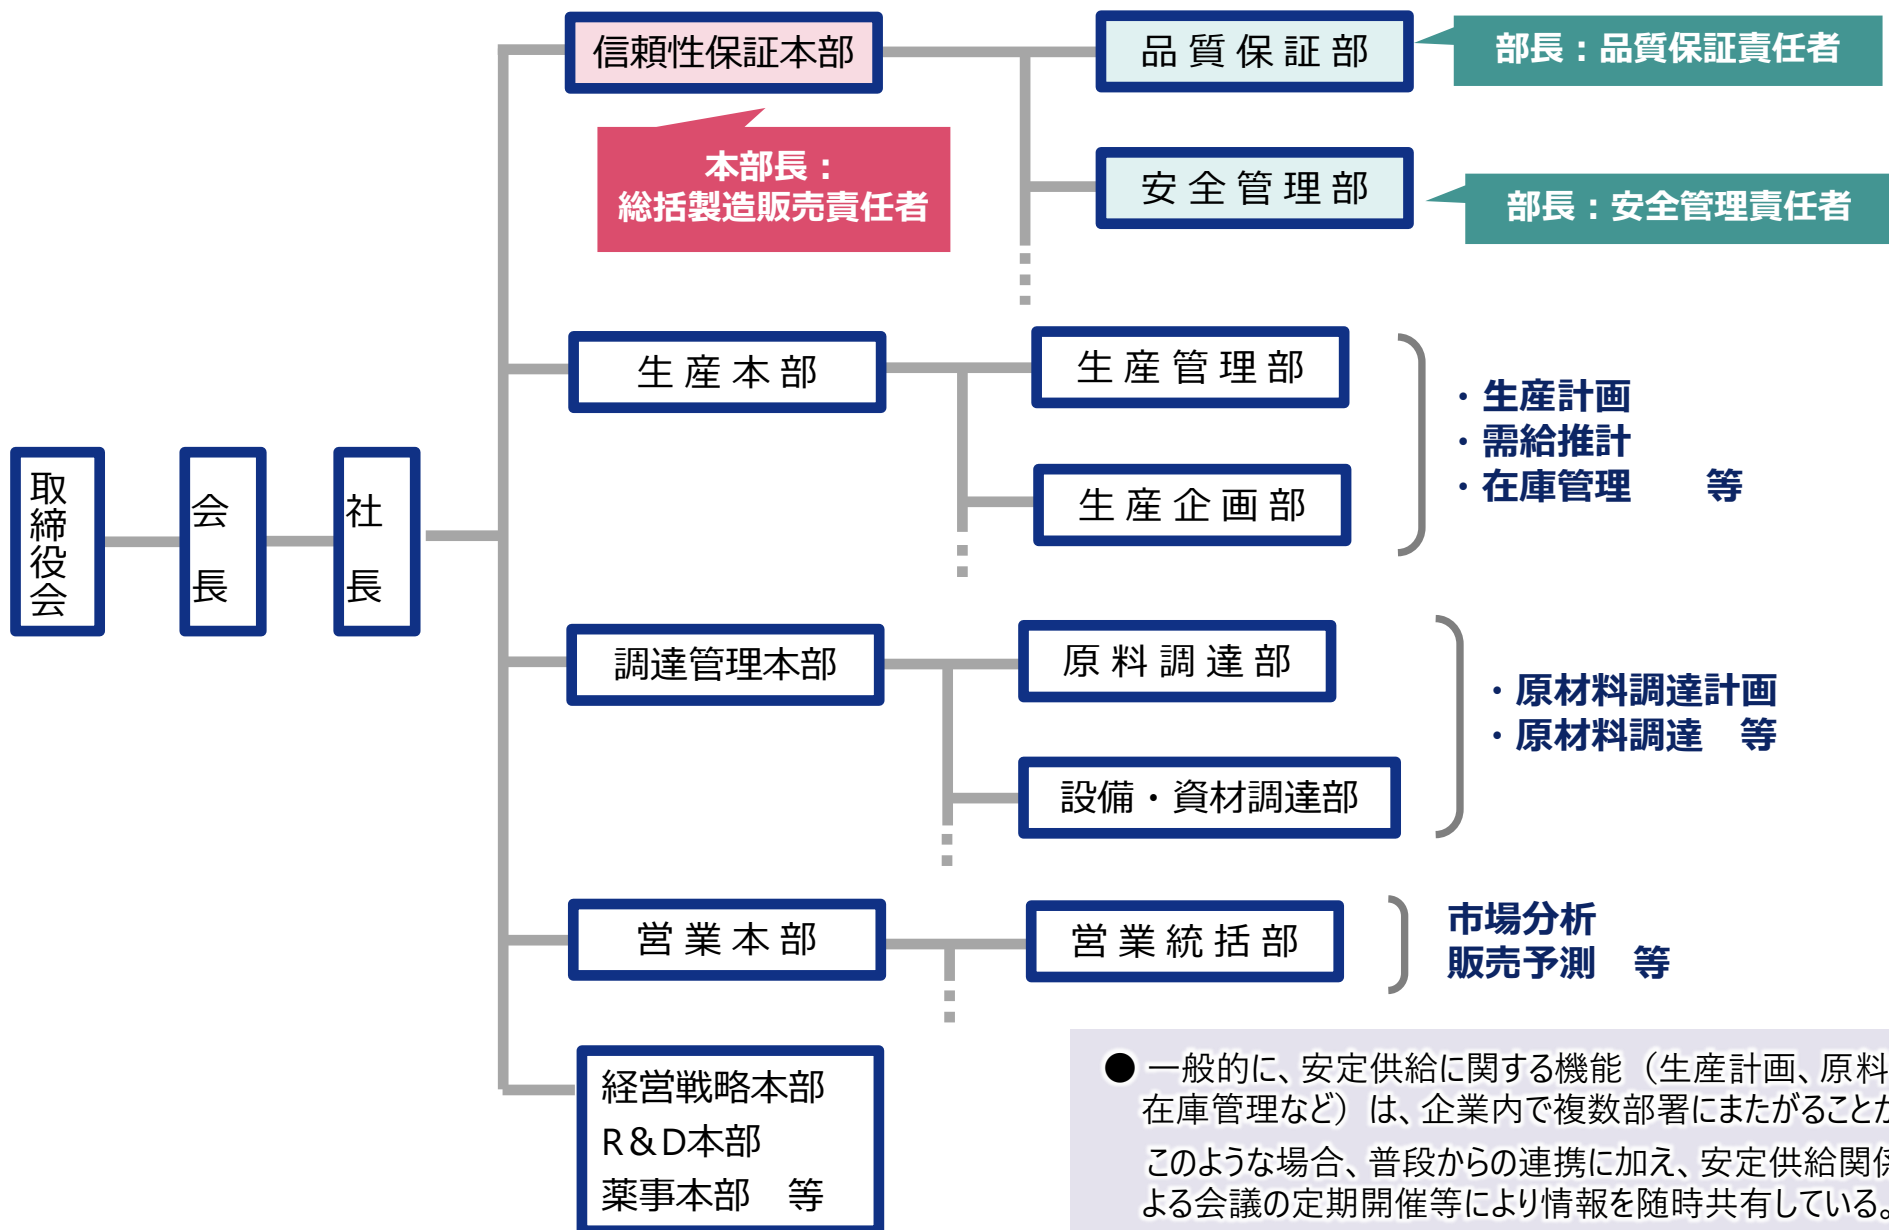 取締役会
会長
社長
信頼性保証本部
本部長：
総括製造販売責任者
品質保証部
部長：品質保証責任者
安全管理部
部長：安全管理責任者
生産本部
生産管理部
生産企画部
・生産計画
・需給推計
・在庫管理　　等
調達管理本部
原料調達部
設備・資材調達部
・原材料調達計画
・原材料調達　等
営業本部
営業統括部
市場分析
販売予測　等
経営戦略本部
R＆D本部
薬事本部　等
● 一般的に、安定供給に関する機能（生産計画、原料
在庫管理など）は、企業内で複数部署にまたがることが
このような場合、普段からの連携に加え、安定供給関係
よる会議の定期開催等により情報を随時共有している。